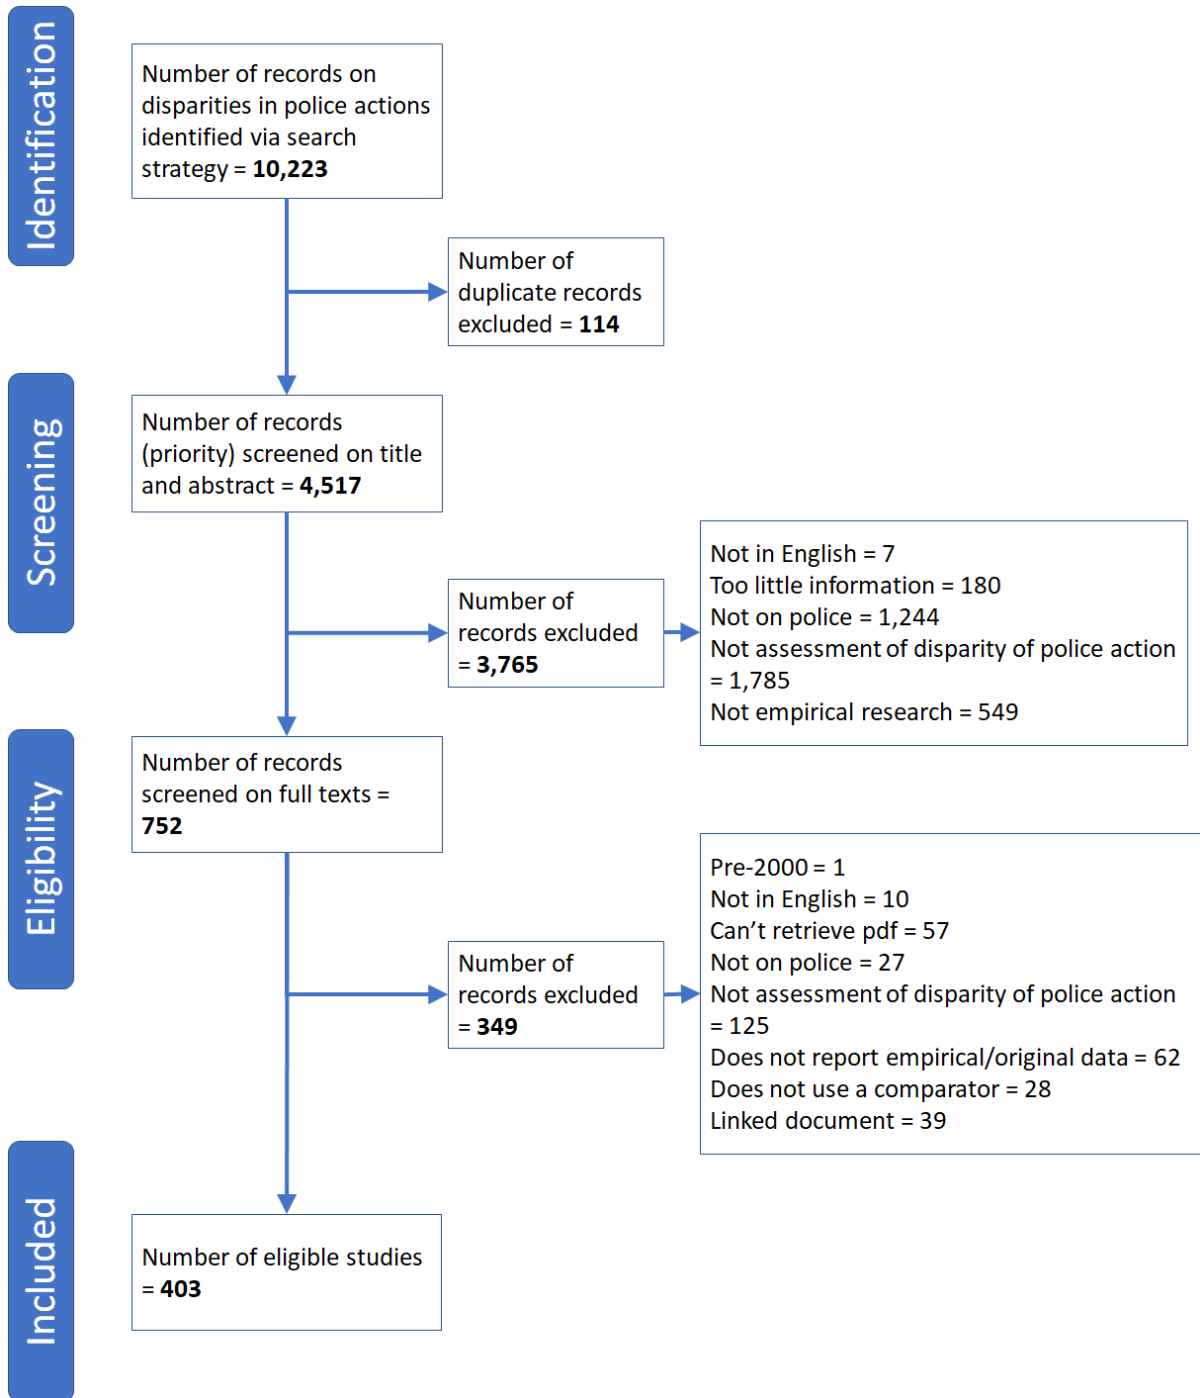 Identification
Number of records on
disparities in police actions
identified via search
strategy = 10,223
Number of
duplicate records
excluded = 114
Screening
Number of records
(priority) screened on title
and abstract = 4,517
Number of
records excluded
= 3,765
Not in English = 7
Too little information = 180
Not on police = 1,244
Not assessment of disparity of police action
= 1,785
Not empirical research = 549
Eligibility
Number of records
screened on full texts =
752
Number of
records excluded
= 349
Pre-2000 = 1
Not in English = 10
Can't retrieve pdf = 57
Not on police = 27
Not assessment of disparity of police action
= 125
Does not report empirical/original data = 62
Does not use a comparator = 28
Linked document = 39
Included
Number of eligible studies
= 403